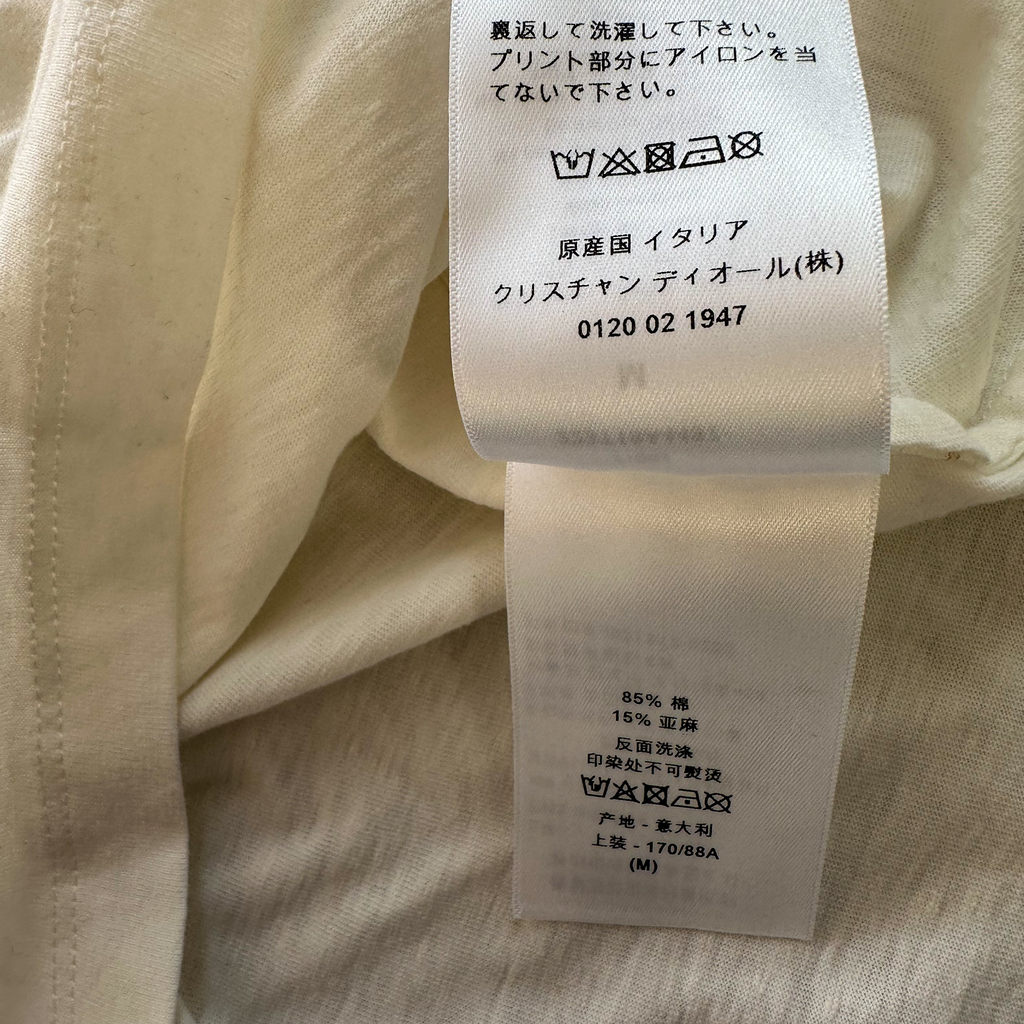 裏返して洗濯して下さい。
プリント部分にアイロンを当
てないで下さい。
原産国 イタリア
クリスチャン ディオール(株)
0120 02 1947
85% 棉
15% 亚麻
反面洗涤
印染处不可熨烫
产地 - 意大利
上装 - 170/88A
(M)